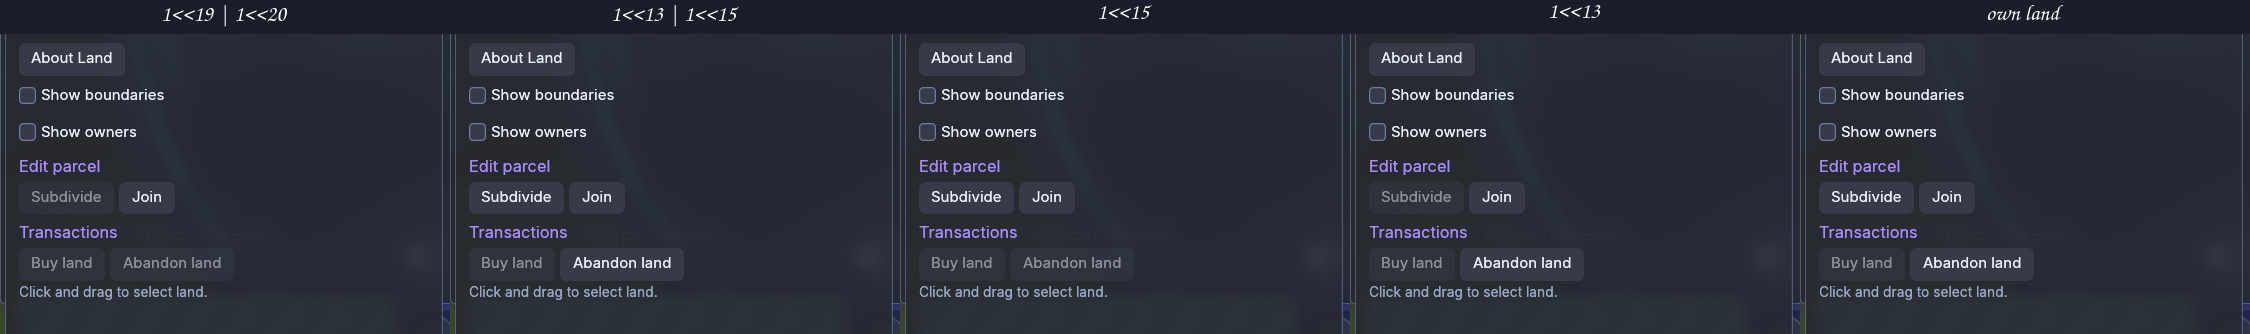 1<<19 | 1<<20
About Land
Show boundaries
Show owners
Edit parcel
Subdivide Join
Transactions
Buy land Abandon land
Click and drag to select land.
1<<13 | 1<<15
About Land
Show boundaries
Show owners
Edit parcel
Subdivide Join
Transactions
Buy land Abandon land
Click and drag to select land.
1<<15
About Land
Show boundaries
Show owners
Edit parcel
Subdivide Join
Transactions
Buy land Abandon land
Click and drag to select land.
1<<13
About Land
Show boundaries
Show owners
Edit parcel
Subdivide Join
Transactions
Buy land Abandon land
Click and drag to select land.
own land
About Land
Show boundaries
Show owners
Edit parcel
Subdivide Join
Transactions
Buy land Abandon land
Click and drag to select land.